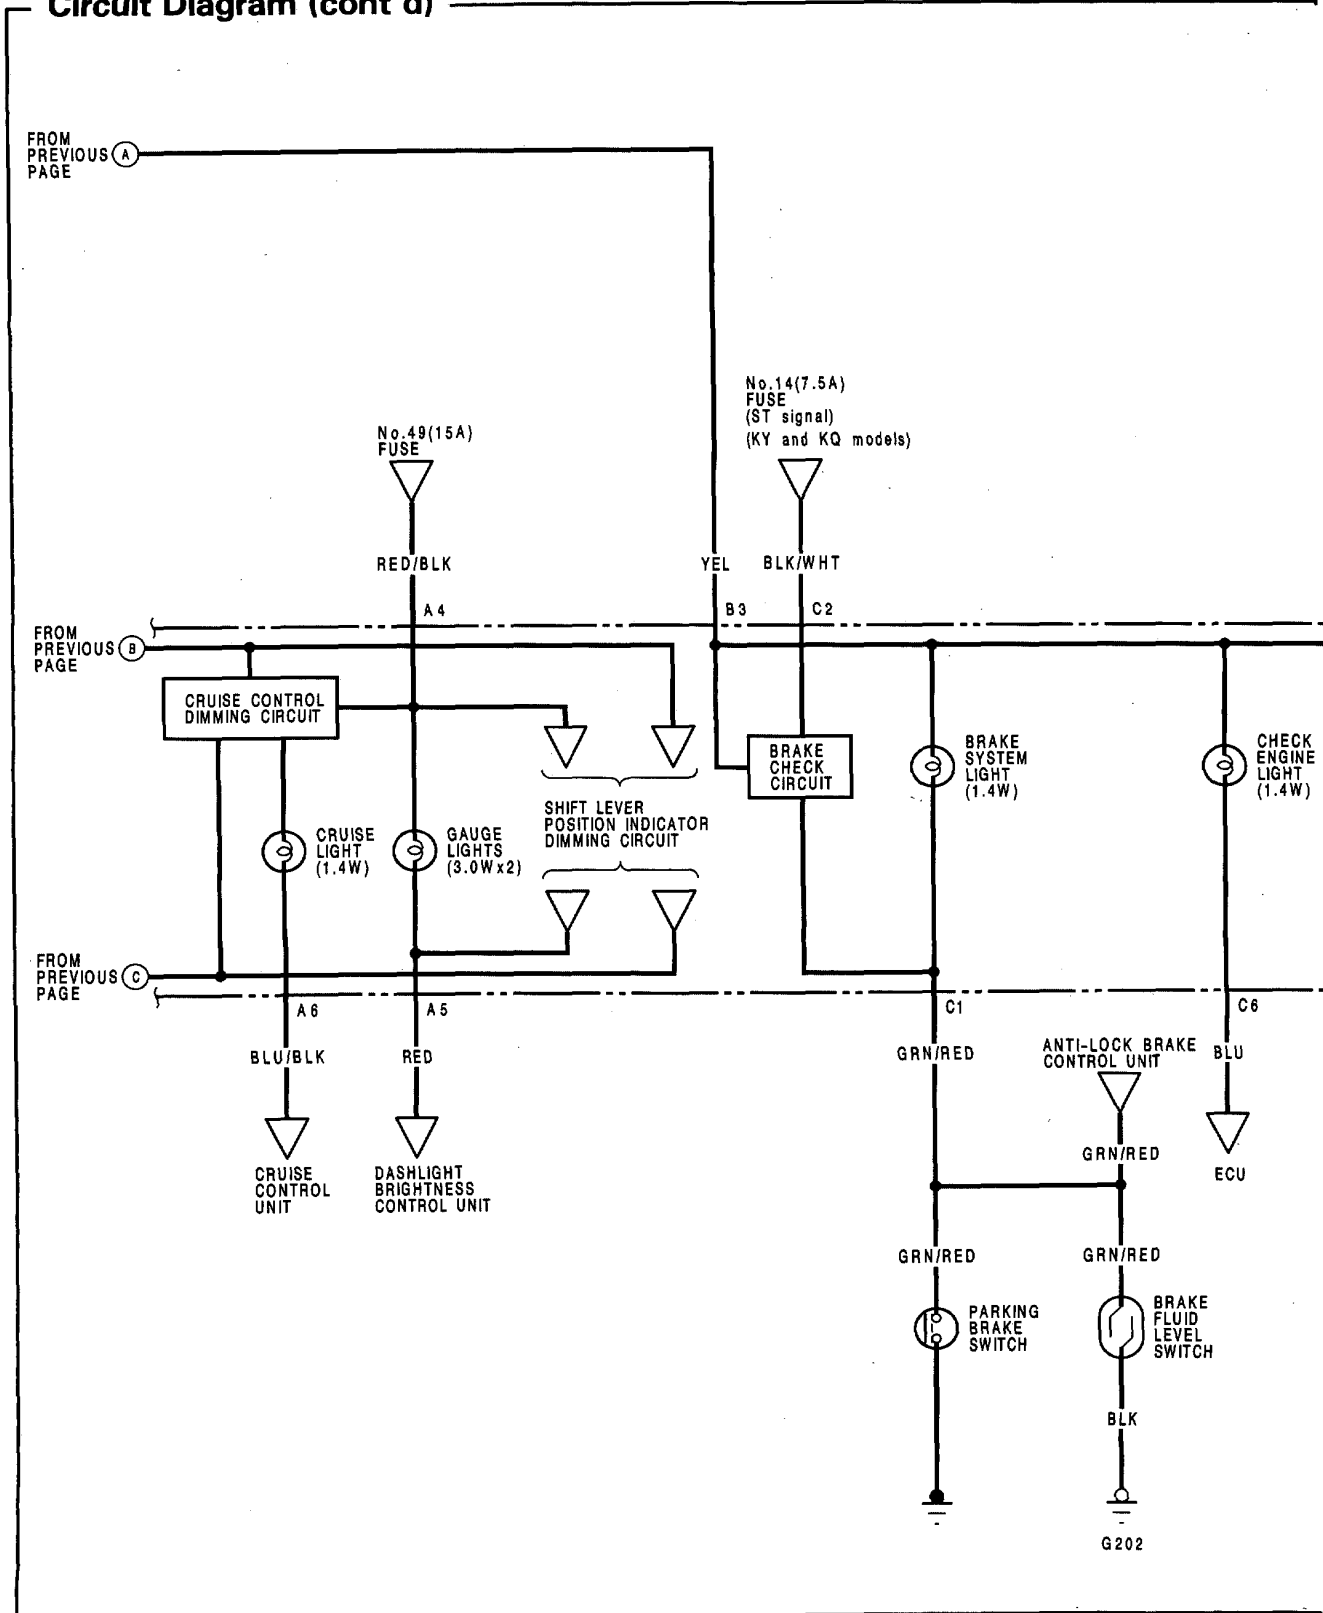 Circuit Diagram (cont'd)
FROM
PREVIOUS A
PAGE
No.14(7.5A)
FUSE
(ST signal)
(KY and KQ models)
No.49(15A)
FUSE
RED/BLK
YEL
BLK/WHT
A4
B3
C2
FROM
PREVIOUS B
PAGE
CRUISE CONTROL
DIMMING CIRCUIT
BRAKE
CHECK
CIRCUIT
BRAKE
SYSTEM
LIGHT
(1.4W)
CHECK
ENGINE
LIGHT
(1.4W)
SHIFT LEVER
POSITION INDICATOR
DIMMING CIRCUIT
CRUISE
LIGHT
(1.4W)
GAUGE
LIGHTS
(3.0Wx2)
FROM
PREVIOUS C
PAGE
A6
A5
C1
C6
BLU/BLK
RED
GRN/RED
ANTI-LOCK BRAKE
CONTROL UNIT
BLU
GRN/RED
CRUISE
CONTROL
UNIT
DASHLIGHT
BRIGHTNESS
CONTROL UNIT
ECU
GRN/RED
GRN/RED
PARKING
BRAKE
SWITCH
BRAKE
FLUID
LEVEL
SWITCH
BLK
G202